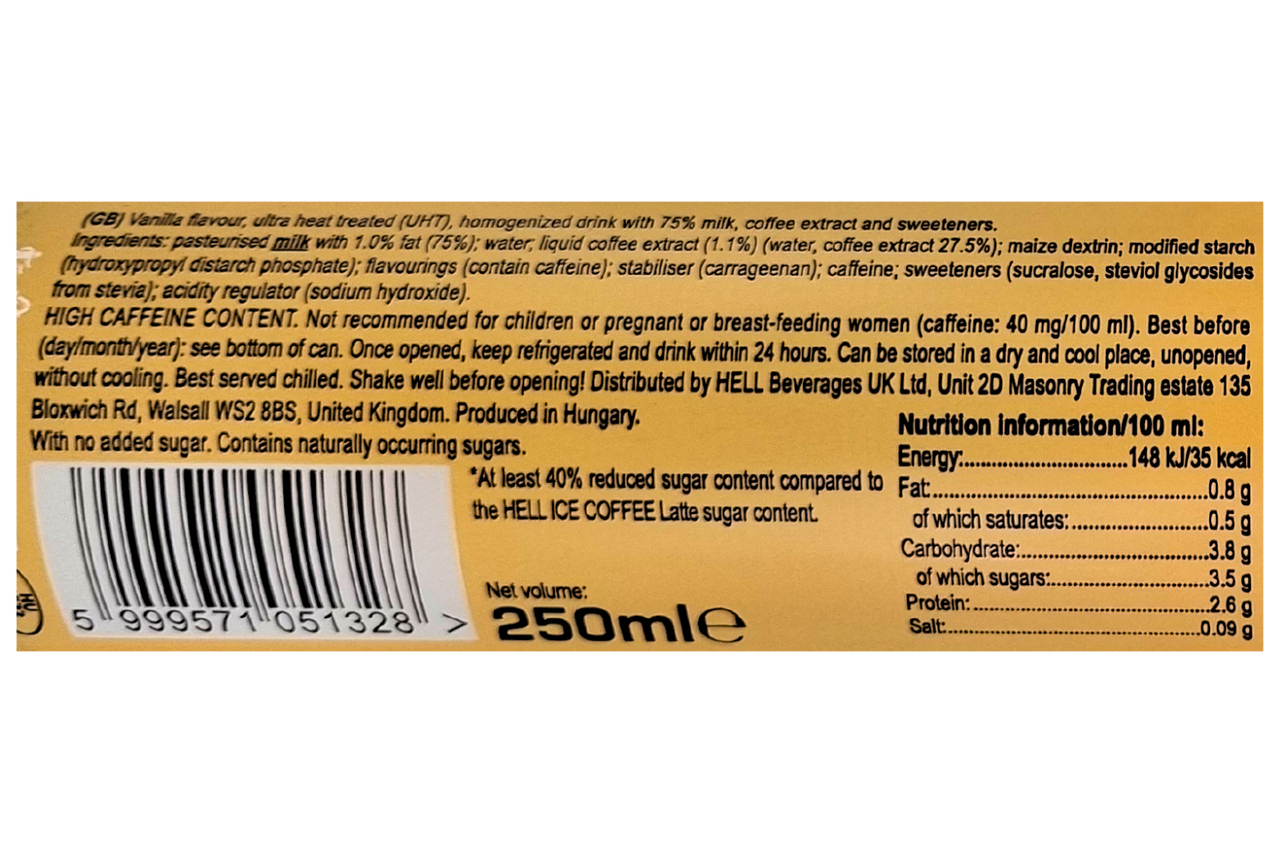 (GB) Vanilla flavour, ultra heat treated (UHT), homogenized drink with 75% milk, coffee extract and sweeteners.
Ingredients: pasteurised milk with 1.0% fat (75%); water; liquid coffee extract (1.1%) (water, coffee extract 27.5%); maize dextrin; modified starch
(hydroxypropyl distarch phosphate); flavourings (contain caffeine); stabiliser (carrageenan); caffeine; sweeteners (sucralose, steviol glycosides
from stevia); acidity regulator (sodium hydroxide).
HIGH CAFFEINE CONTENT. Not recommended for children or pregnant or breast-feeding women (caffeine: 40 mg/100 ml). Best before
(day/month/year): see bottom of can. Once opened, keep refrigerated and drink within 24 hours. Can be stored in a dry and cool place, unopened,
without cooling. Best served chilled. Shake well before opening! Distributed by HELL Beverages UK Ltd, Unit 2D Masonry Trading estate 135
Bloxwich Rd, Walsall WS2 8BS, United Kingdom. Produced in Hungary.
With no added sugar. Contains naturally occurring sugars.
*At least 40% reduced sugar content compared to
the HELL ICE COFFEE Latte sugar content.
Net volume:
250ml℮
5 999571 051328 >
Nutrition information/100 ml:
Energy:..............................148 kJ/35 kcal
Fat:..................................................0.8 g
of which saturates:.........................0.5 g
Carbohydrate:..................................3.8 g
of which sugars:.............................3.5 g
Protein:...........................................2.6 g
Salt:..............................................0.09 g
HU